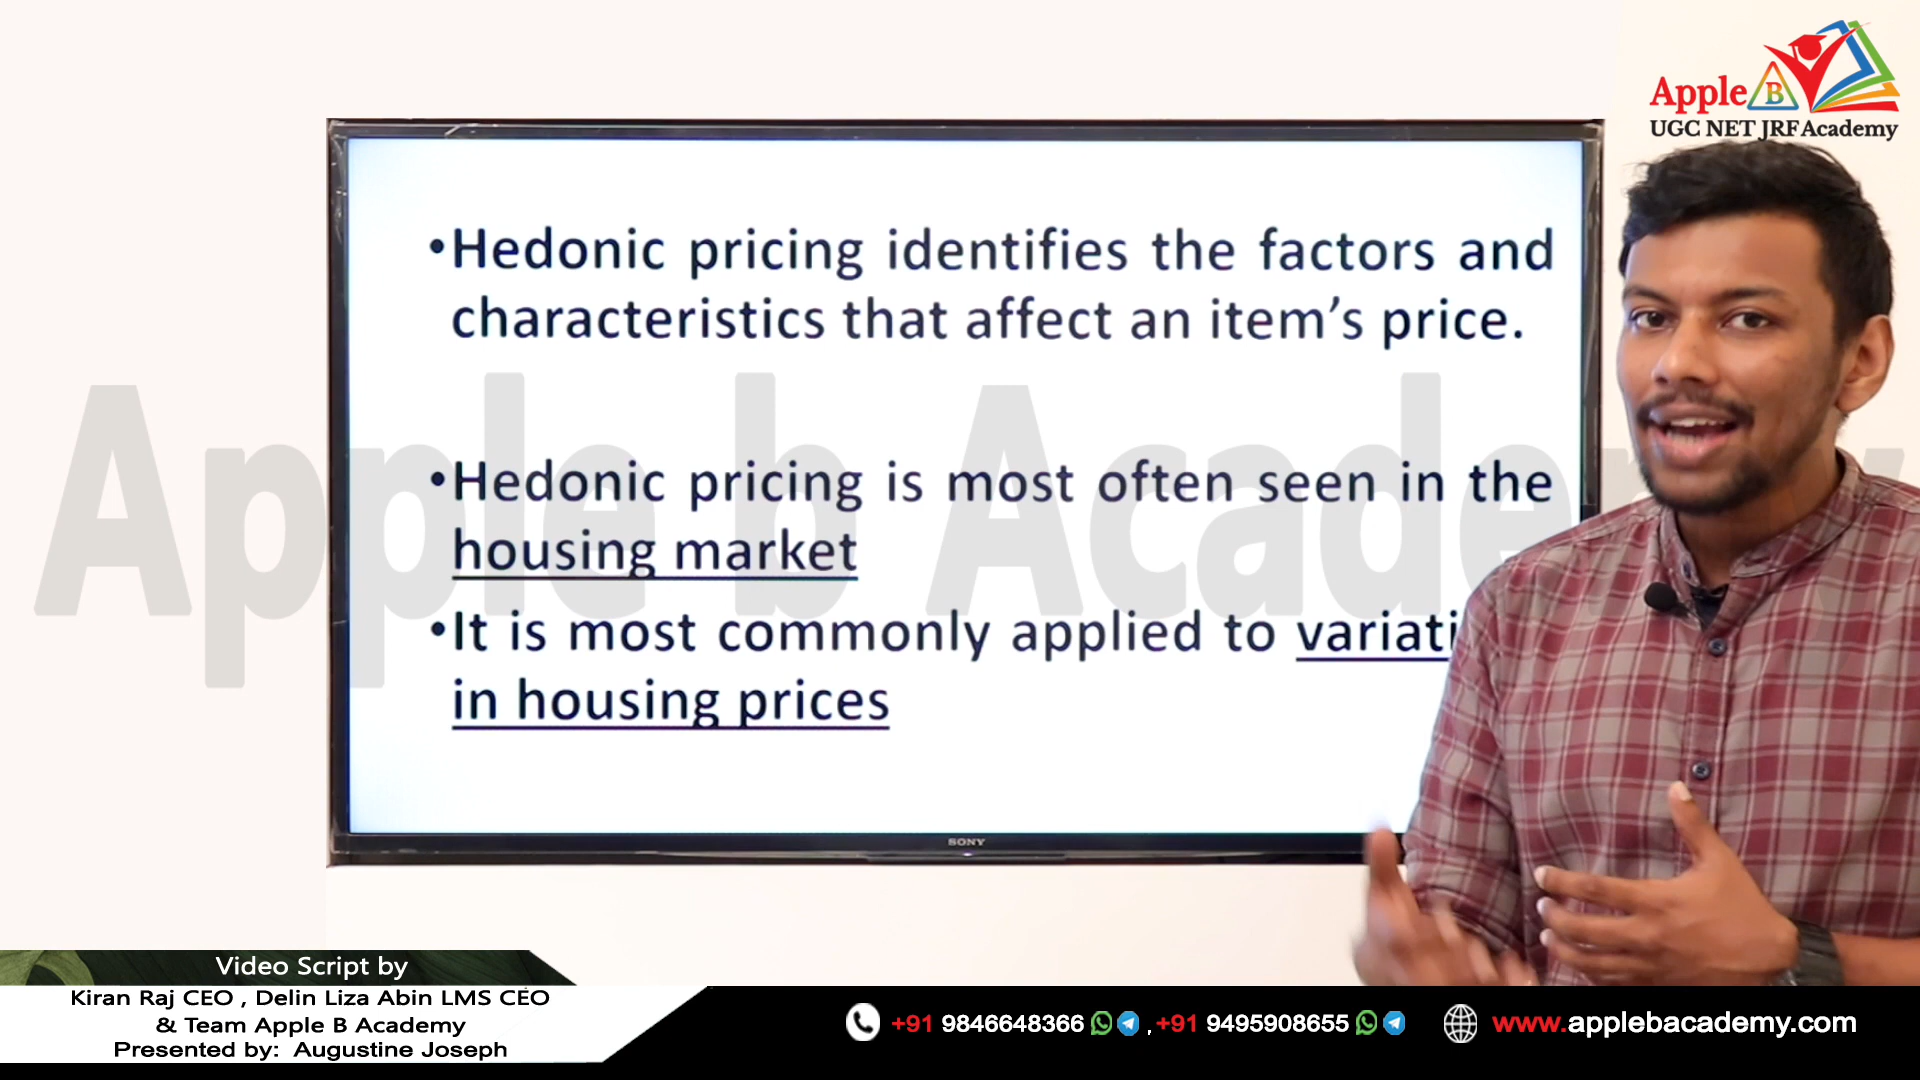 Apple B
UGC NET JRF Academy
•Hedonic pricing identifies the factors and
characteristics that affect an item’s price.
•Hedonic pricing is most often seen in the
housing market
•It is most commonly applied to
in housing prices
Apple b Academy
SONY
Video Script by
Kiran Raj CEO , Delin Liza Abin LMS CEO
& Team Apple B Academy
Presented by: Augustine Joseph
+91 9846648366 , +91 9495908655
www.applebacademy.com